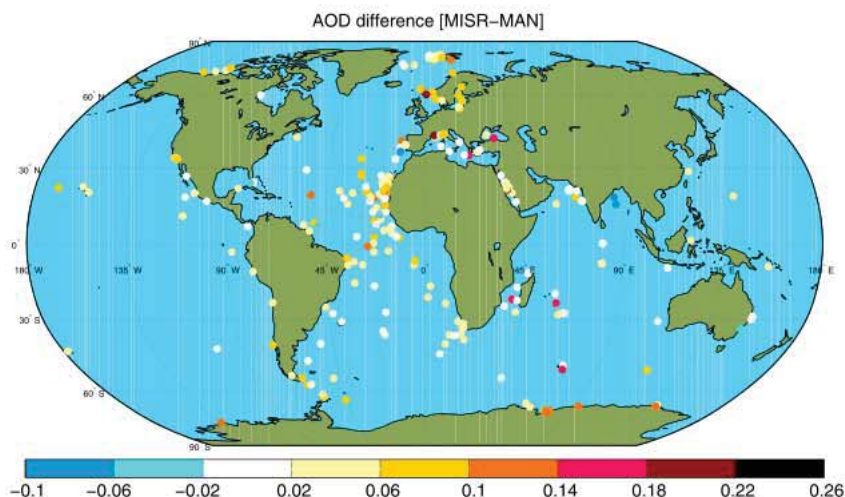 AOD difference [MISR−MAN]
90° N
60° N
30° N
0°
180° W 135° W 90° W 45° W 0° 45° E 90° E 135° E 180° E
30° S
60° S
90° S
−0.1 −0.06 −0.02 0.02 0.06 0.1 0.14 0.18 0.22 0.26